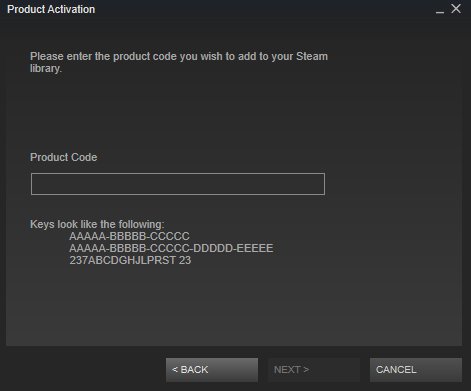 Product Activation
Please enter the product code you wish to add to your Steam
library.
Product Code
Keys look like the following:
AAAAA-BBBBB-CCCCC
AAAAA-BBBBB-CCCCC-DDDDD-EEEEE
237ABCDGHJLPRST 23
< BACK
NEXT >
CANCEL